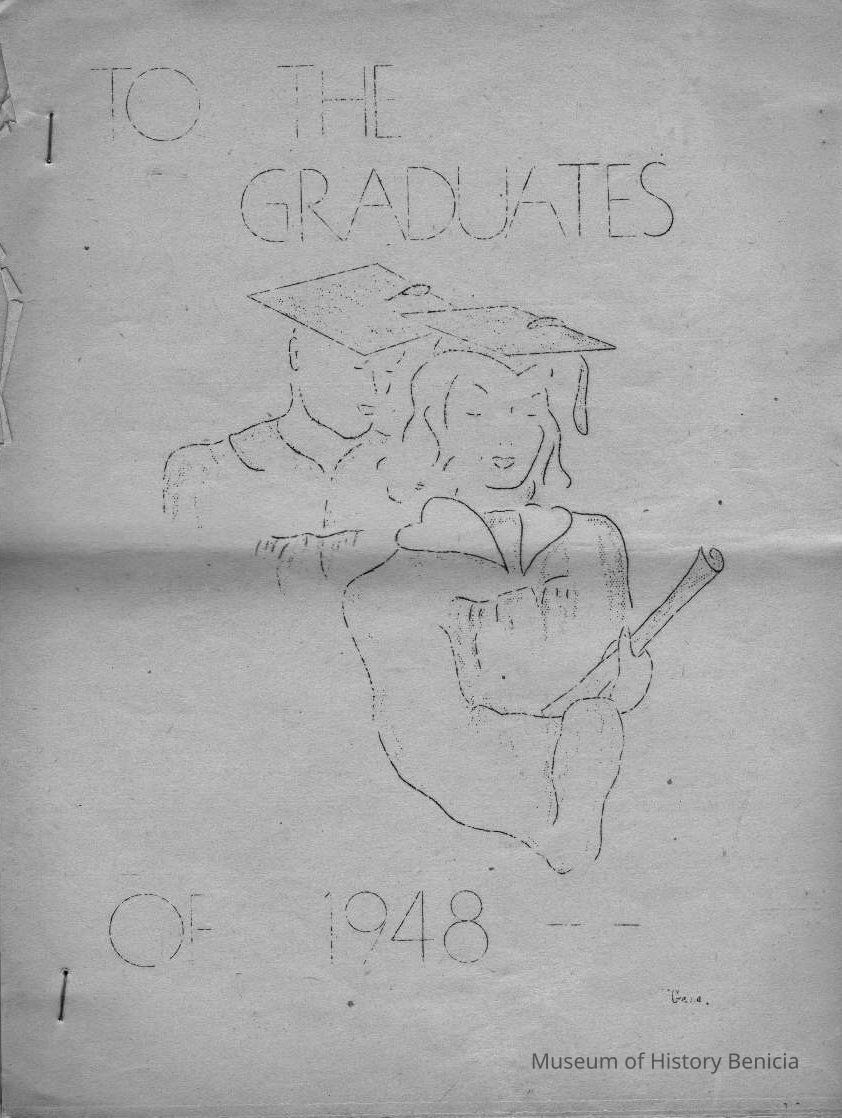 TO THE
GRADUATES
OF 1948 -- -
Museum of History Benicia